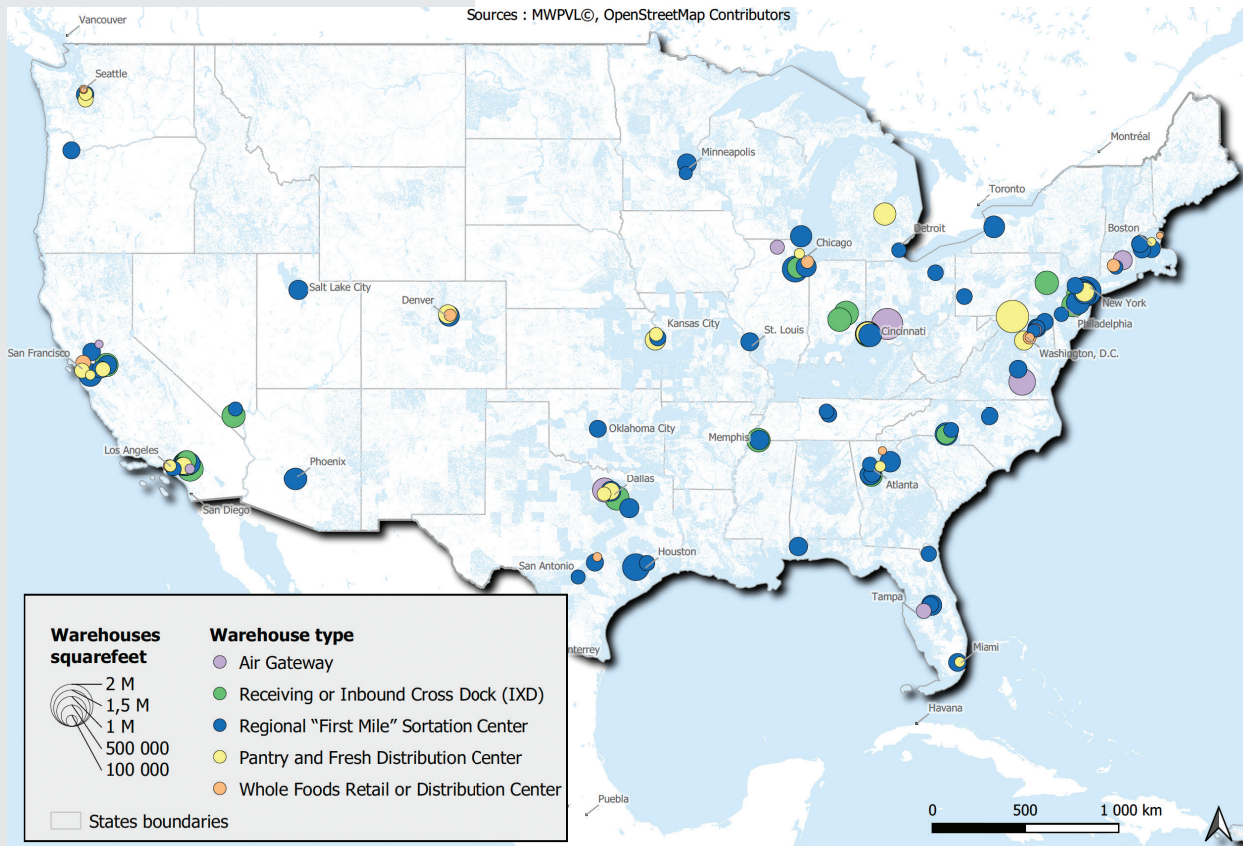 Sources : MWPVL©, OpenStreetMap Contributors
Vancouver
Seattle
Minneapolis
Montréal
Toronto
Boston
Detroit
Chicago
Salt Lake City
Denver
New York
Kansas City
St. Louis
Cincinnati
Philadelphia
San Francisco
Washington, D.C.
Oklahoma City
Memphis
Los Angeles
Phoenix
Dallas
Atlanta
San Diego
Houston
San Antonio
Tampa
Miami
nterrey
Havana
Puebla
Warehouses
squarefeet
2 M
1,5 M
1 M
500 000
100 000
Warehouse type
Air Gateway
Receiving or Inbound Cross Dock (IXD)
Regional “First Mile” Sortation Center
Pantry and Fresh Distribution Center
Whole Foods Retail or Distribution Center
States boundaries
0 500 1 000 km